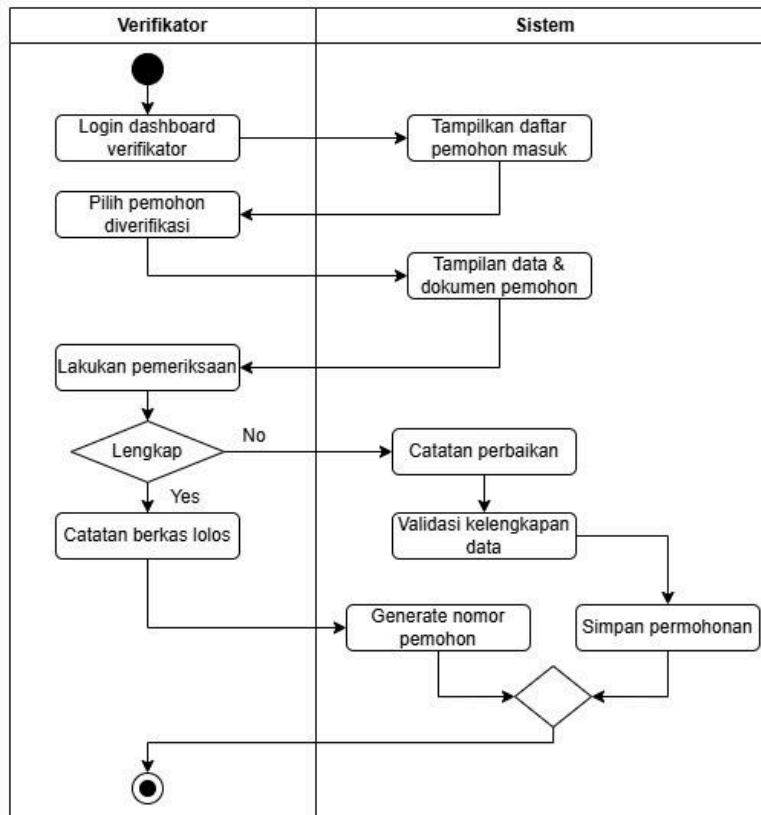 Verifikator
Sistem
Login dashboard
verifikator
Tampilkan daftar
pemohon masuk
Pilih pemohon
diverifikasi
Tampilan data &
dokumen pemohon
Lakukan pemeriksaan
Lengkap
No
Catatan perbaikan
Yes
Catatan berkas lolos
Validasi kelengkapan
data
Generate nomor
pemohon
Simpan permohonan